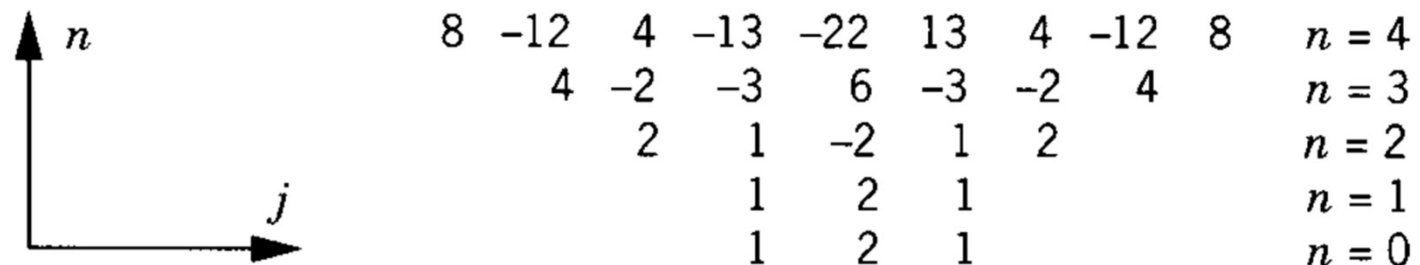 n 8 –12 4 –13 –22 13 4 –12 8 n = 4
4 –2 –3 6 –3 –2 4 n = 3
2 1 –2 1 2 n = 2
j 1 2 1 n = 1
1 2 1 n = 0